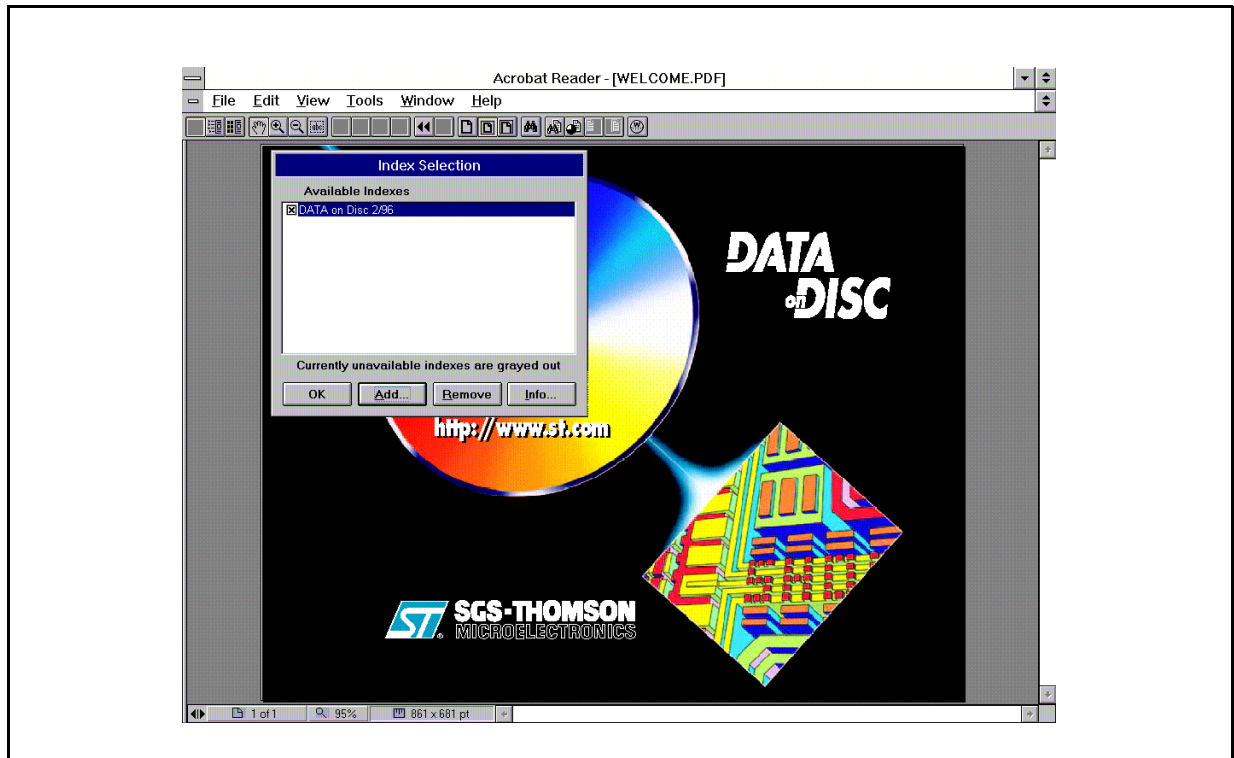 Acrobat Reader - [WELCOME.PDF]
File Edit View Tools Window Help
abc
W
Index Selection
Available Indexes
DATA on Disc 2/96
Currently unavailable indexes are grayed out
OK Add... Remove Info...
DATA
on DISC
http://www.st.com
ST SGS-THOMSON
MICROELECTRONICS
1 of 1 95% 861 x 681 pt